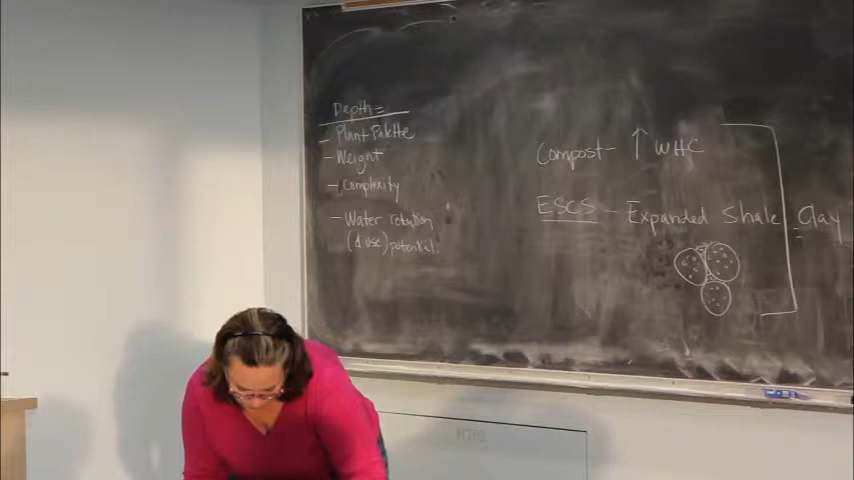 Depth =
- Plant Palette
- Weight
- Complexity
- Water retention
(& use) potential.
Compost - ↑ WHC
ESCS - Expanded Shale, Clay